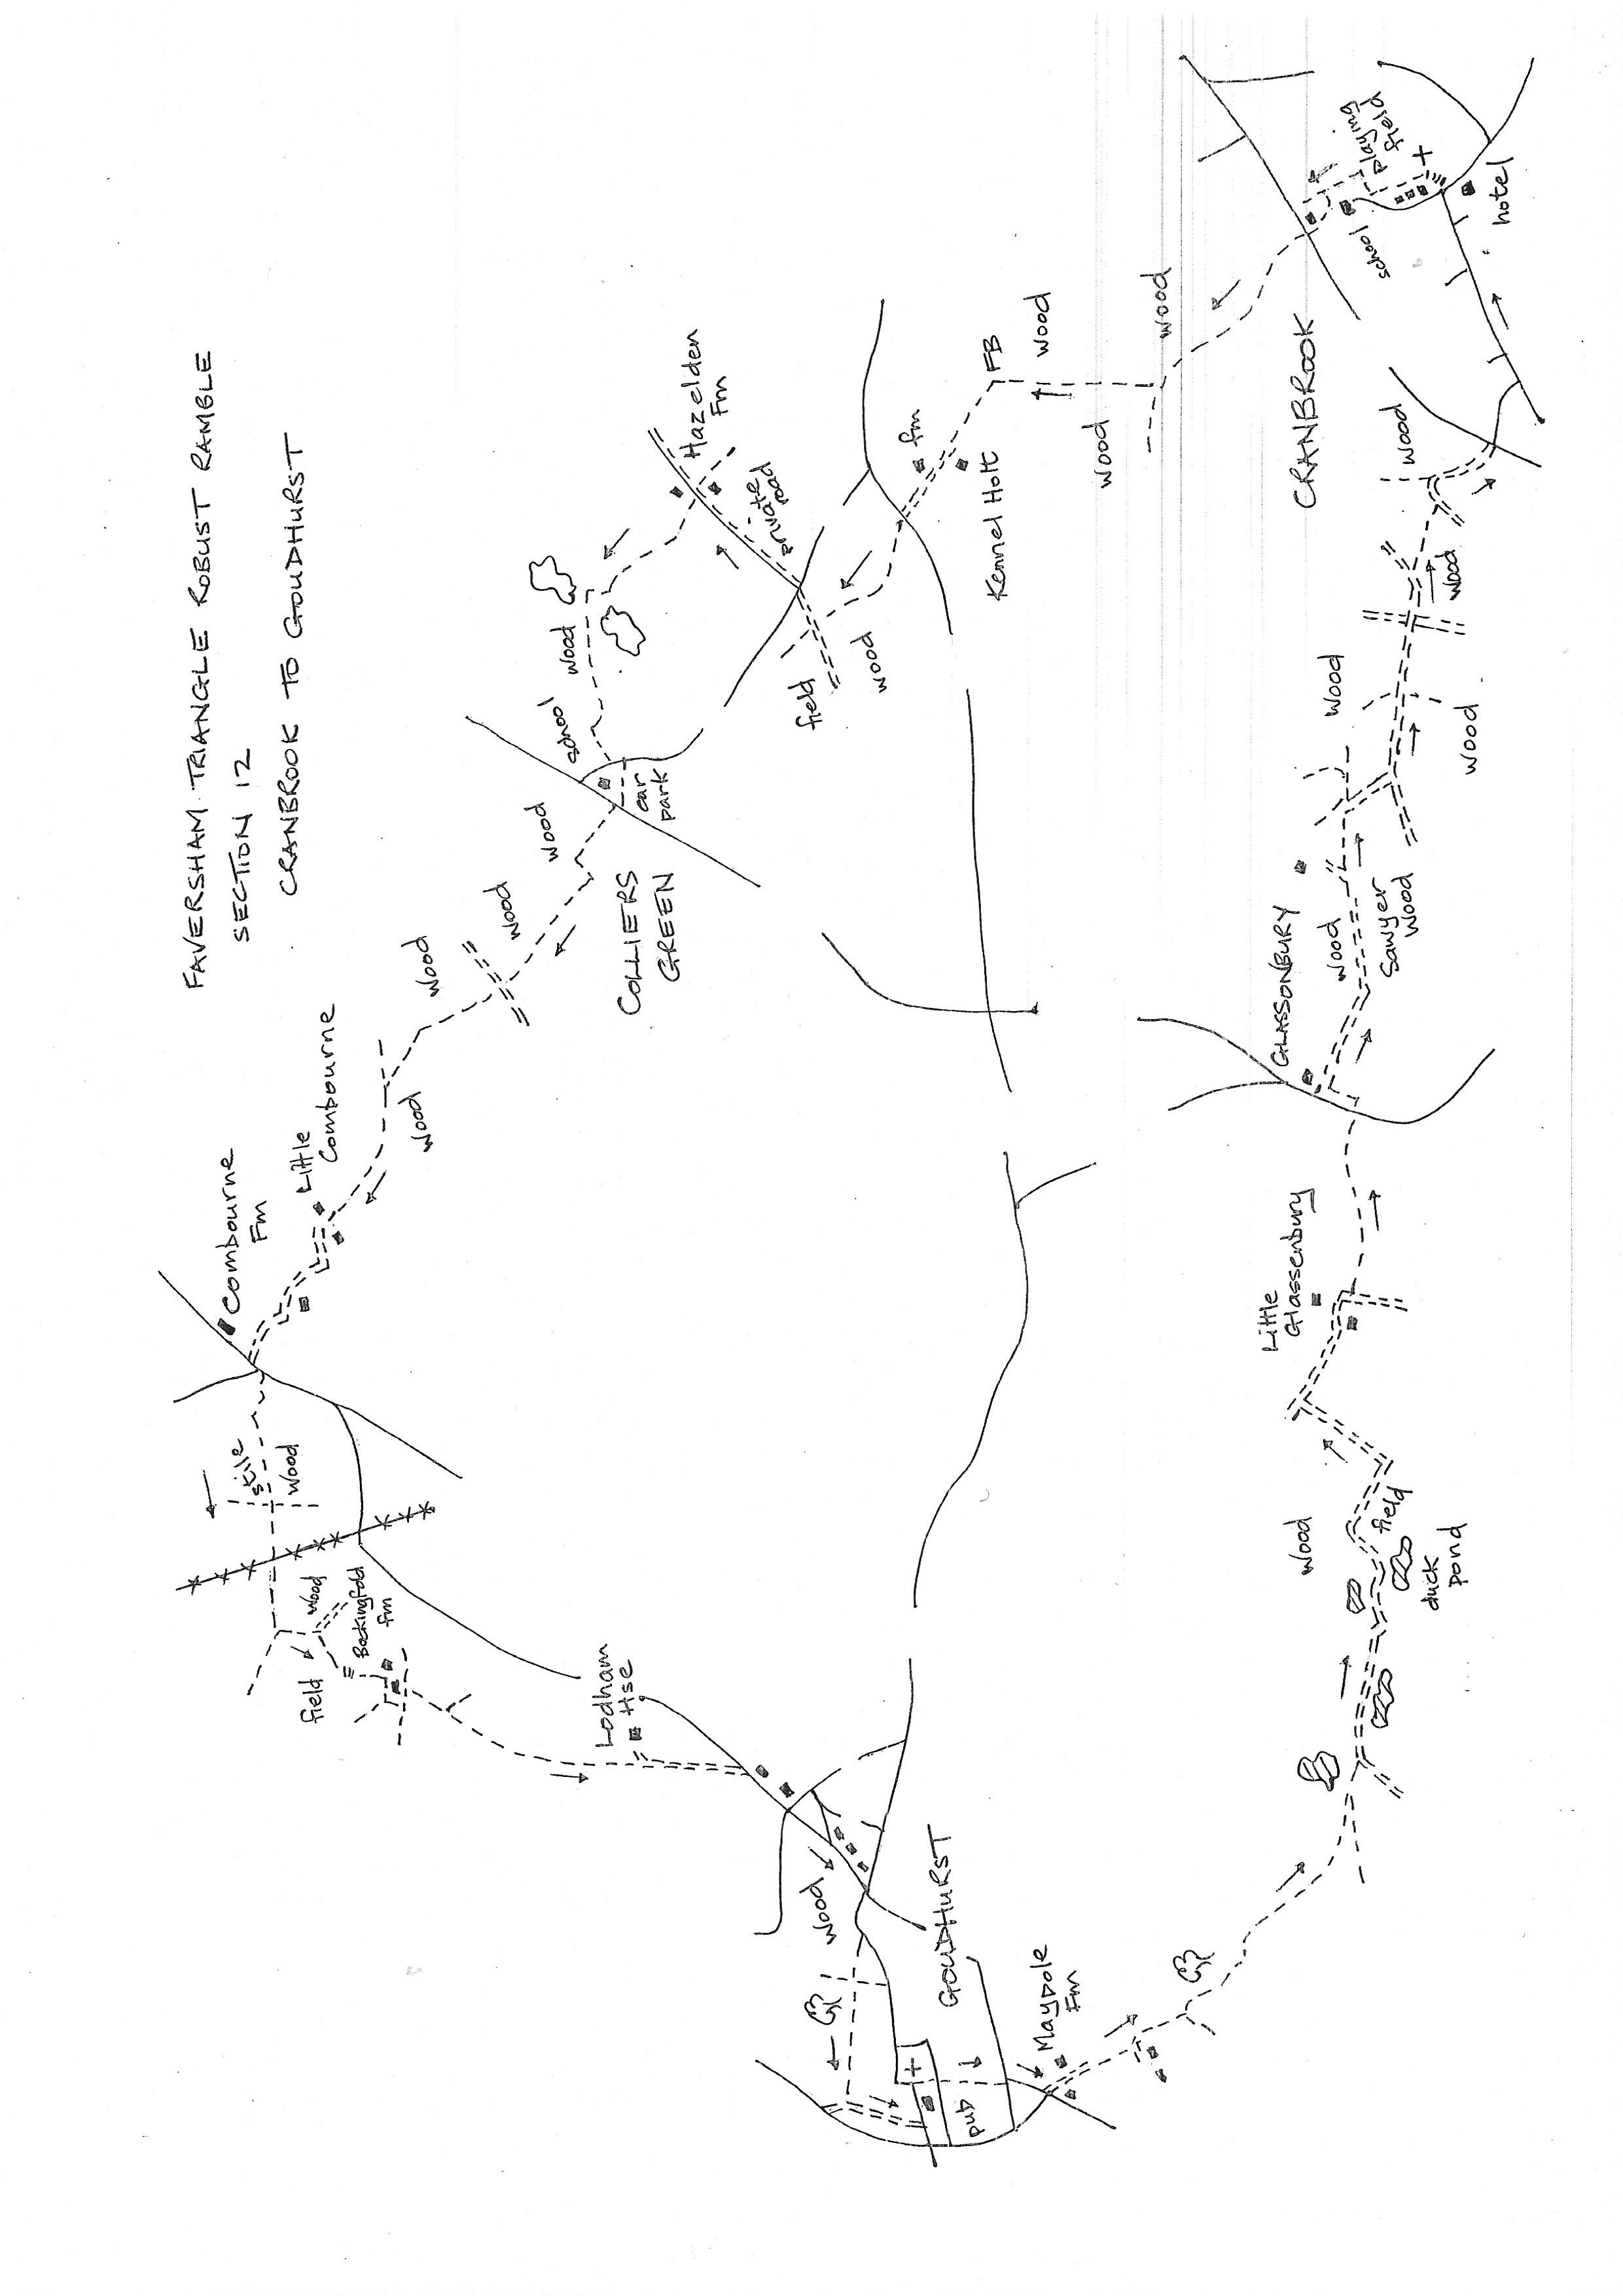 FAVERSHAM TRIANGLE ROBUST RAMBLE
SECTION 12
CRANBROOK TO GOUDHURST
Combourne
Fm
Little
Combourne
stile
Wood
Wood
field
Bockingfold
fm
Wood
Wood
Wood
Wood
school
wood
COLLIERS
GREEN
car
park
Hazelden
Fm
private
road
field
wood
fm
Kennel Holt
FB
Wood
Wood
Wood
Lodham
Hse
Wood
GOUDHURST
+
pub
Maypole
Fm
CRANBROOK
playing
field
school
+
hotel
Wood
field
duck
pond
Little
Glassenbury
GLASSONBURY
Wood
Sawyer
Wood
Wood
Wood
Wood
Wood